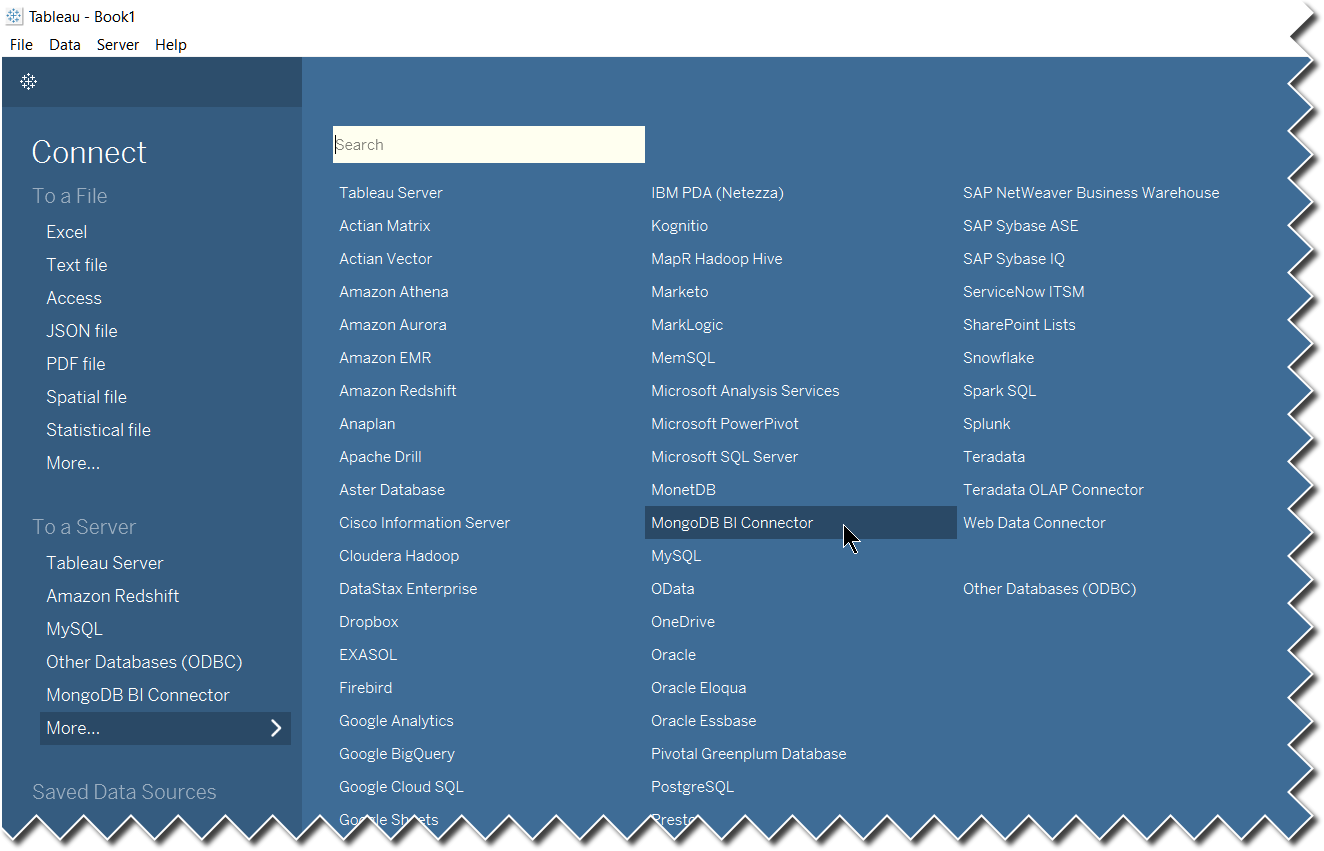 Tableau - Book1
File Data Server Help
Connect
To a File
Excel
Text file
Access
JSON file
PDF file
Spatial file
Statistical file
More...
To a Server
Tableau Server
Amazon Redshift
MySQL
Other Databases (ODBC)
MongoDB BI Connector
More...
Saved Data Sources
Search
Tableau Server
Actian Matrix
Actian Vector
Amazon Athena
Amazon Aurora
Amazon EMR
Amazon Redshift
Anaplan
Apache Drill
Aster Database
Cisco Information Server
Cloudera Hadoop
DataStax Enterprise
Dropbox
EXASOL
Firebird
Google Analytics
Google BigQuery
Google Cloud SQL
Google Sheets
IBM PDA (Netezza)
Kognitio
MapR Hadoop Hive
Marketo
MarkLogic
MemSQL
Microsoft Analysis Services
Microsoft PowerPivot
Microsoft SQL Server
MonetDB
MongoDB BI Connector
MySQL
OData
OneDrive
Oracle
Oracle Eloqua
Oracle Essbase
Pivotal Greenplum Database
PostgreSQL
Presto
SAP NetWeaver Business Warehouse
SAP Sybase ASE
SAP Sybase IQ
ServiceNow ITSM
SharePoint Lists
Snowflake
Spark SQL
Splunk
Teradata
Teradata OLAP Connector
Web Data Connector
Other Databases (ODBC)